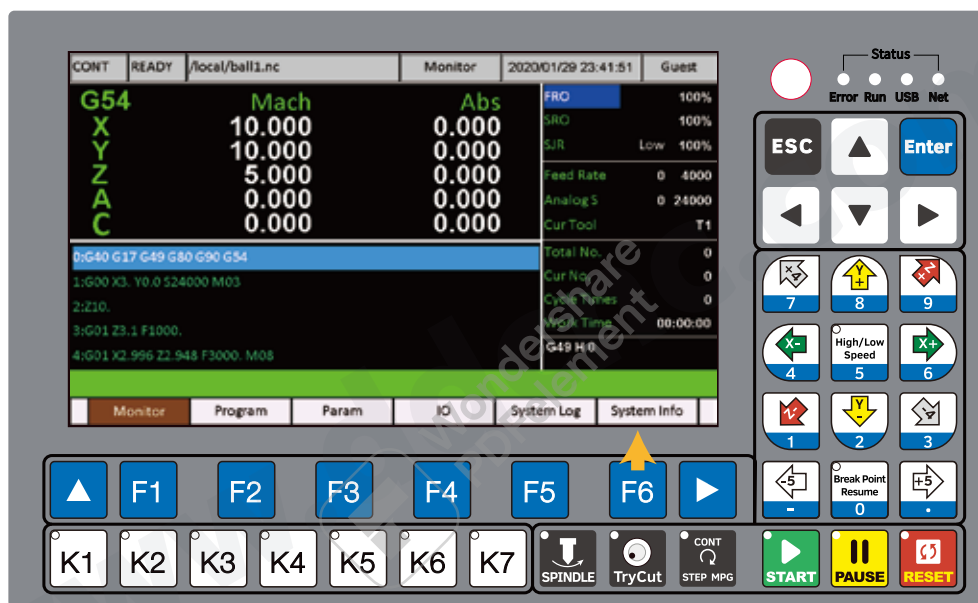 CONT READY /local/ball1.nc Monitor 2020/01/29 23:41:51 Guest
G54 Mach Abs
X 10.000 0.000
Y 10.000 0.000
Z 5.000 0.000
A 0.000 0.000
C 0.000 0.000
FRO 100%
SRO 100%
SJR Low 100%
Feed Rate 0 4000
Analog S 0 24000
Cur Tool T1
Total No. 0
Cur No. 0
Cycle Times 0
Work Time 00:00:00
G49 H:0
0:G40 G17 G49 G80 G90 G54
1:G00 X3. Y0.0 S24000 M03
2:Z10.
3:G01 Z3.1 F1000.
4:G01 X2.996 Z2.948 F3000. M08
Monitor Program Param IO System Log System Info
Status
Error Run USB Net
ESC Enter
7 Y + 8 9
X- 4 High/Low Speed 5 X+ 6
Z- 1 Y - 2 3
-5 - Break Point Resume 0 +5 .
F1 F2 F3 F4 F5 F6
K1 K2 K3 K4 K5 K6 K7
SPINDLE TryCut CONT STEP MPG
START PAUSE RESET
Wondershare
PDFelement